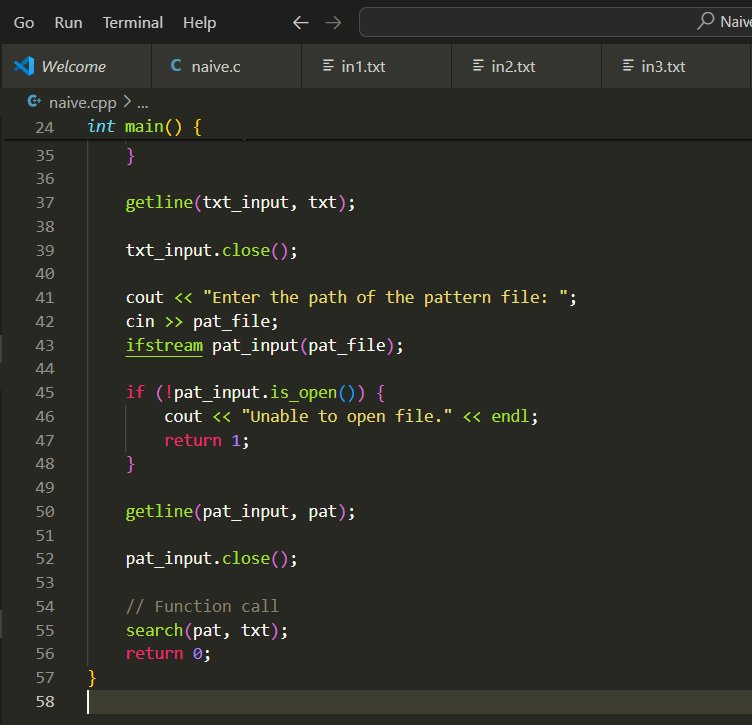 Go Run Terminal Help Naive
Welcome naive.c in1.txt in2.txt in3.txt
naive.cpp > ...
24 int main() {
35 }
36
37 getline(txt_input, txt);
38
39 txt_input.close();
40
41 cout << "Enter the path of the pattern file: ";
42 cin >> pat_file;
43 ifstream pat_input(pat_file);
44
45 if (!pat_input.is_open()) {
46 cout << "Unable to open file." << endl;
47 return 1;
48 }
49
50 getline(pat_input, pat);
51
52 pat_input.close();
53
54 // Function call
55 search(pat, txt);
56 return 0;
57 }
58